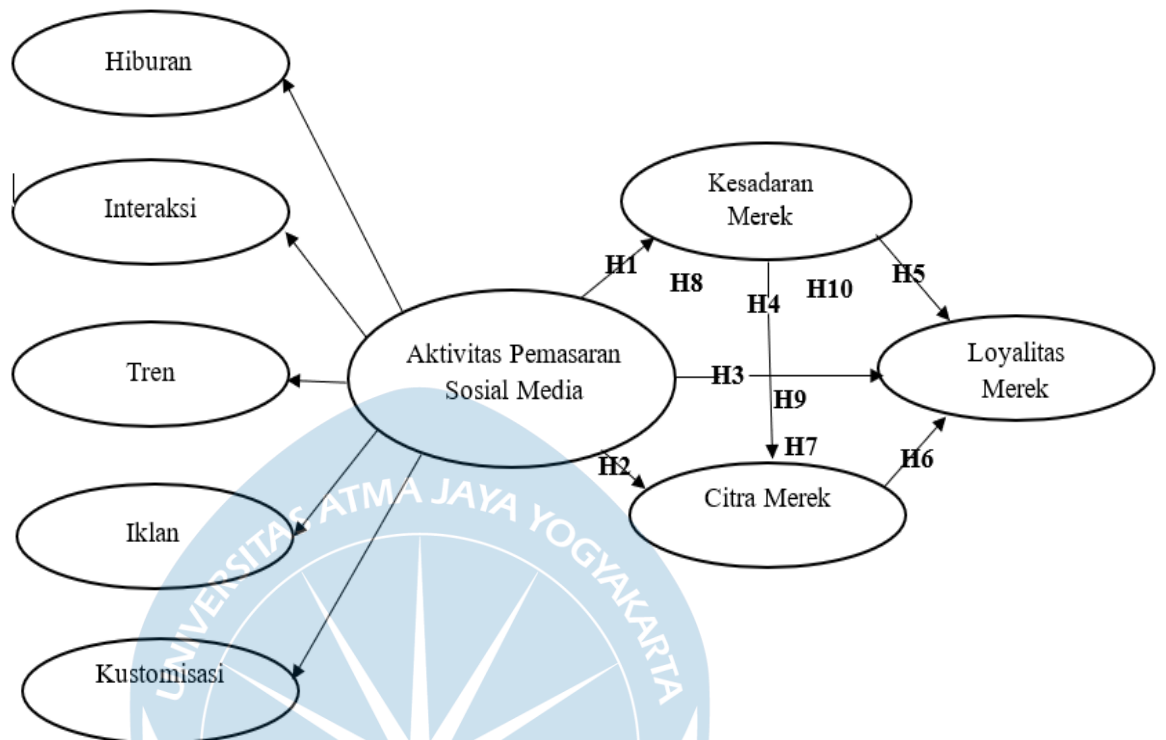 Hiburan
Interaksi
Tren
Iklan
Kustomisasi
Aktivitas Pemasaran
Sosial Media
Kesadaran
Merek
Citra Merek
Loyalitas
Merek
H1
H8
H4
H10
H5
H3
H9
H7
H2
H6
UNIVERSITAS ATMA JAYA YOGYAKARTA